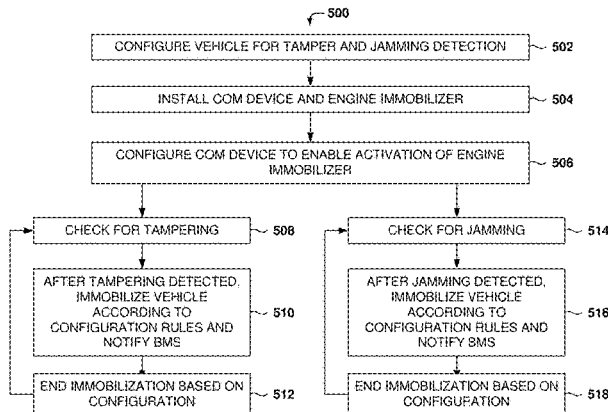 500
CONFIGURE VEHICLE FOR TAMPER AND JAMMING DETECTION
502
INSTALL COM DEVICE AND ENGINE IMMOBILIZER
504
CONFIGURE COM DEVICE TO ENABLE ACTIVATION OF ENGINE
IMMOBILIZER
506
CHECK FOR TAMPERING
508
AFTER TAMPERING DETECTED,
IMMOBILIZE VEHICLE
ACCORDING TO
CONFIGURATION RULES AND
NOTIFY BMS
510
END IMMOBILIZATION BASED ON
CONFIGURATION
512
CHECK FOR JAMMING
514
AFTER JAMMING DETECTED,
IMMOBILIZE VEHICLE
ACCORDING TO
CONFIGURATION RULES AND
NOTIFY BMS
516
END IMMOBILIZATION BASED ON
CONFIGURATION
518